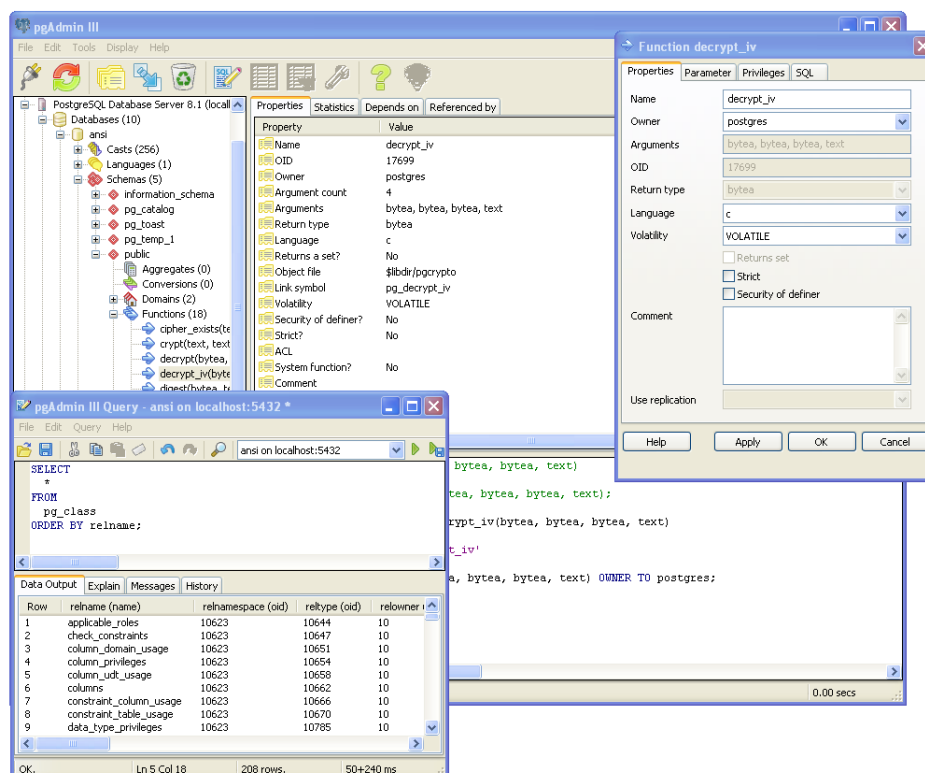 pgAdmin III
File Edit Tools Display Help
PostgreSQL Database Server 8.1 (locall
Databases (10)
ansi
Casts (256)
Languages (1)
Schemas (5)
information_schema
pg_catalog
pg_toast
pg_temp_1
public
Aggregates (0)
Conversions (0)
Domains (2)
Functions (18)
cipher_exists(te
crypt(text, text
decrypt(bytea,
decrypt_iv(byte
digest(bytea, te
Properties Statistics Depends on Referenced by
Property Value
Name decrypt_iv
OID 17699
Owner postgres
Argument count 4
Arguments bytea, bytea, bytea, text
Return type bytea
Language c
Returns a set? No
Object file $libdir/pgcrypto
Link symbol pg_decrypt_iv
Volatility VOLATILE
Security of definer? No
Strict? No
ACL
System function? No
Comment
Function decrypt_iv
Properties Parameter Privileges SQL
Name decrypt_iv
Owner postgres
Arguments bytea, bytea, bytea, text
OID 17699
Return type bytea
Language c
Volatility VOLATILE
Returns set
Strict
Security of definer
Comment
Use replication
Help Apply OK Cancel
bytea, bytea, text)
tea, bytea, bytea, text);
rypt_iv(bytea, bytea, bytea, text)
t_iv'
a, bytea, bytea, text) OWNER TO postgres;
0.00 secs
pgAdmin III Query - ansi on localhost:5432 *
File Edit Query Help
ansi on localhost:5432
SELECT
*
FROM
pg_class
ORDER BY relname;
Data Output Explain Messages History
Row relname (name) relnamespace (oid) reltype (oid) relowner (
1 applicable_roles 10623 10644 10
2 check_constraints 10623 10647 10
3 column_domain_usage 10623 10651 10
4 column_privileges 10623 10654 10
5 column_udt_usage 10623 10658 10
6 columns 10623 10662 10
7 constraint_column_usage 10623 10666 10
8 constraint_table_usage 10623 10670 10
9 data_type_privileges 10623 10785 10
OK. Ln 5 Col 18 208 rows. 50+240 ms